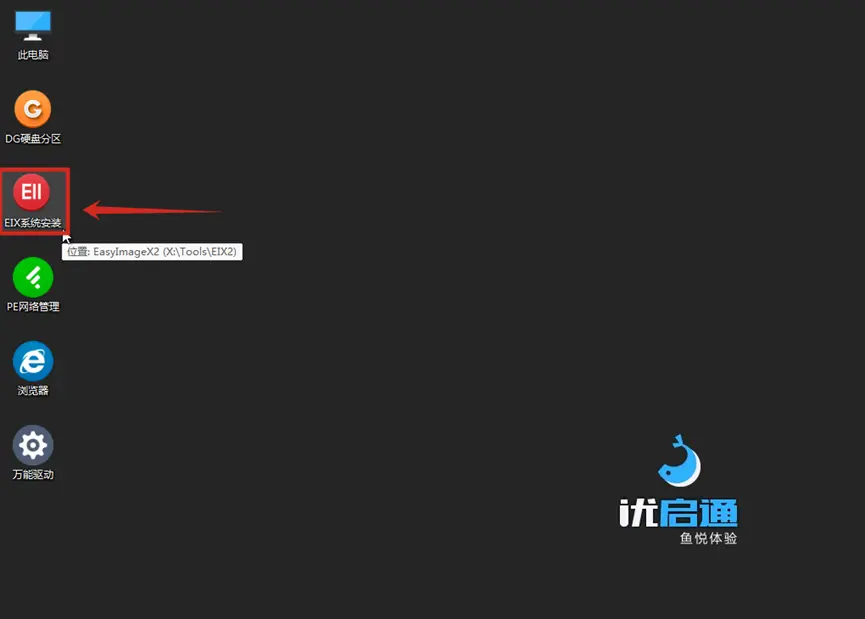 此电脑
G
DG硬盘分区
EII
EIX系统安装
位置: EasyImageX2 (X:\Tools\EIX2)
PE网络管理
浏览器
万能驱动
优启通
鱼悦体验